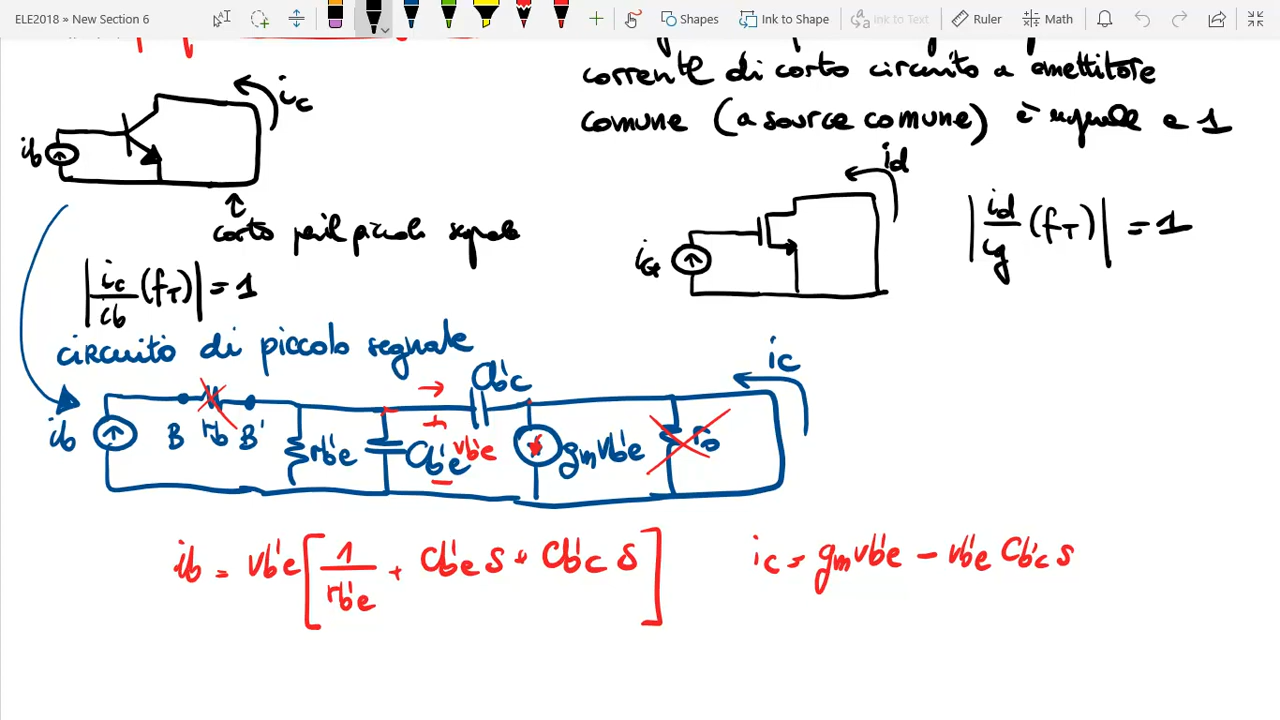 ELE2018 » New Section 6
Shapes
Ink to Shape
Ink to Text
Ruler
Math
corrente di corto circuito a emettitore
comune (a source comune) è uguale a 1
ic
ib
corto per il piccolo segnale
|ic/ib (fT)| = 1
id
iG
|id/ig (fT)| = 1
circuito di piccolo segnale
ib
B rb B'
rb'e
Cb'e
+
vb'e
–
Cb'c
gmvb'e
ro
ic
ib = vb'e [1/rb'e + Cb'e s + Cb'c s]
ic = gmvb'e – vb'e Cb'c s